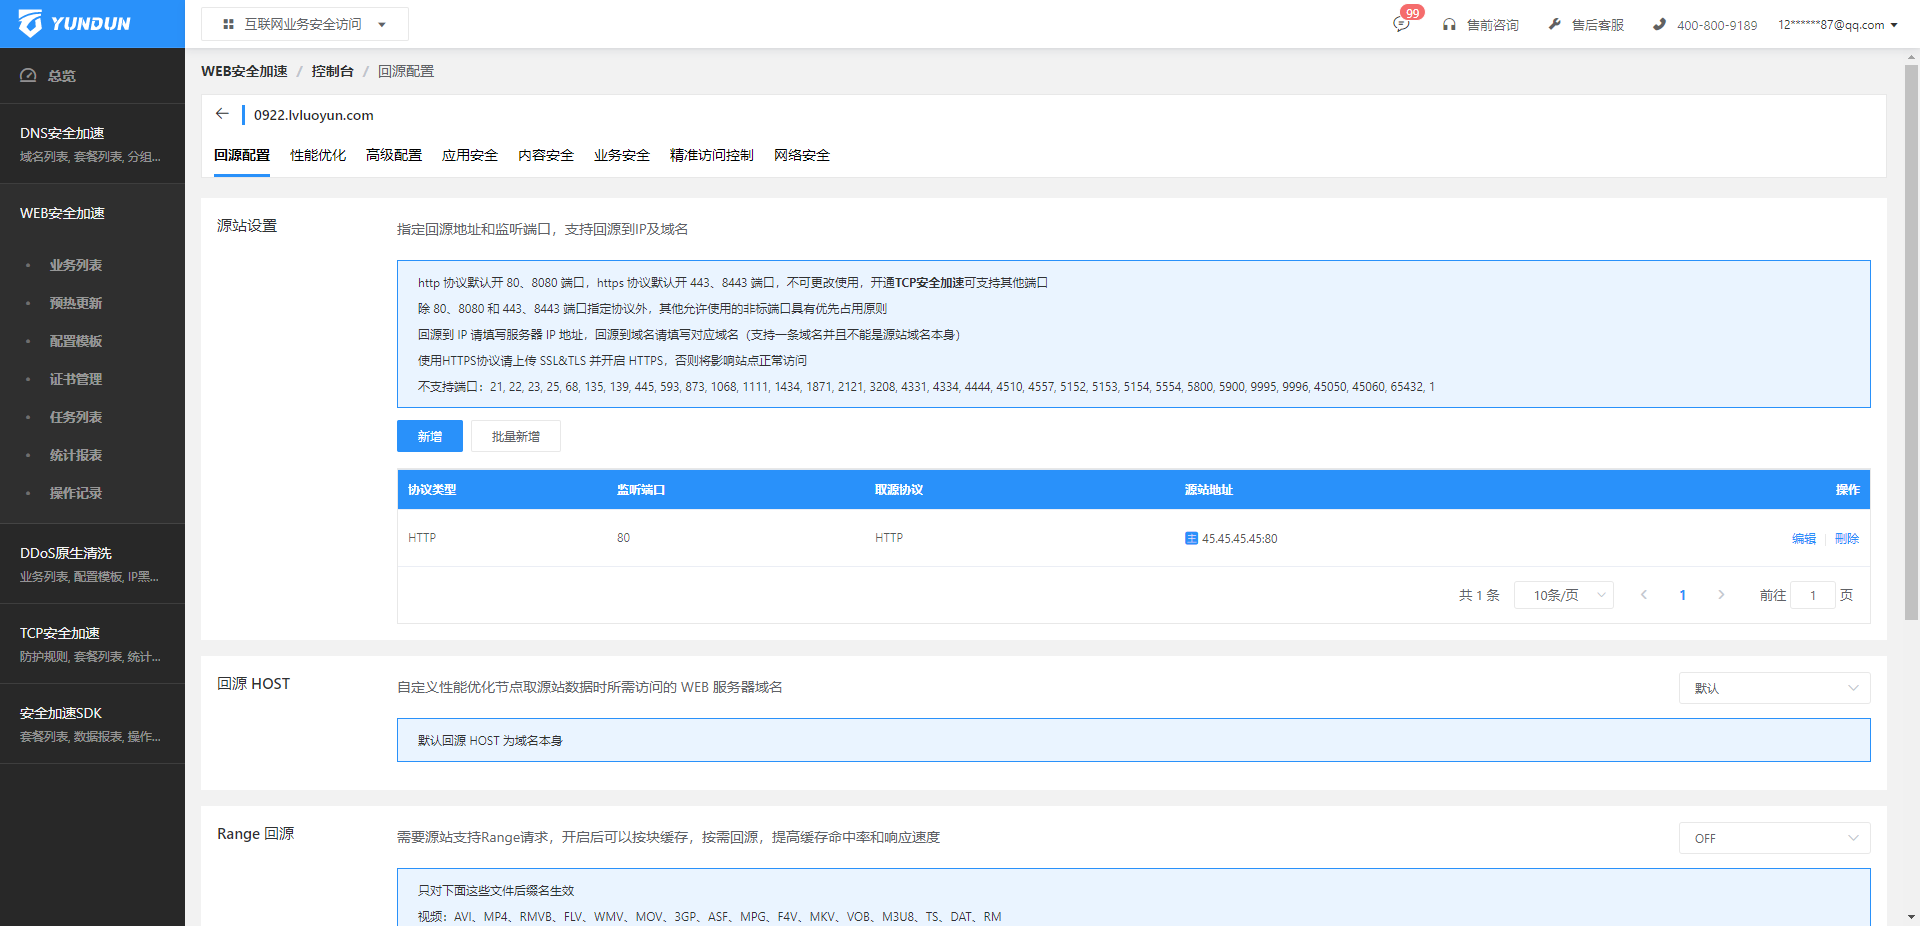 YUNDUN
互联网业务安全访问
99
售前咨询
售后客服
400-800-9189
12******87@qq.com
总览
DNS安全加速
域名列表, 套餐列表, 分组...
WEB安全加速
业务列表
预热更新
配置模板
证书管理
任务列表
统计报表
操作记录
DDoS原生清洗
业务列表, 配置模板, IP黑...
TCP安全加速
防护规则, 套餐列表, 统计...
安全加速SDK
套餐列表, 数据报表, 操作...
WEB安全加速 / 控制台 / 回源配置
0922.lvluoyun.com
回源配置 性能优化 高级配置 应用安全 内容安全 业务安全 精准访问控制 网络安全
源站设置
指定回源地址和监听端口，支持回源到IP及域名
http 协议默认开 80、8080 端口，https 协议默认开 443、8443 端口，不可更改使用，开通TCP安全加速可支持其他端口
除 80、8080 和 443、8443 端口指定协议外，其他允许使用的非标端口具有优先占用原则
回源到 IP 请填写服务器 IP 地址，回源到域名请填写对应域名（支持一条域名并且不能是源站域名本身）
使用HTTPS协议请上传 SSL&TLS 并开启 HTTPS，否则将影响站点正常访问
不支持端口：21, 22, 23, 25, 68, 135, 139, 445, 593, 873, 1068, 1111, 1434, 1871, 2121, 3208, 4331, 4334, 4444, 4510, 4557, 5152, 5153, 5154, 5554, 5800, 5900, 9995, 9996, 45050, 45060, 65432, 1
新增 批量新增
协议类型 监听端口 取源协议 源站地址 操作
HTTP 80 HTTP 主 45.45.45.45:80 编辑 删除
共 1 条 10条/页 1 前往 1 页
回源 HOST
自定义性能优化节点取源站数据时所需访问的 WEB 服务器域名
默认
默认回源 HOST 为域名本身
Range 回源
需要源站支持Range请求，开启后可以按块缓存，按需回源，提高缓存命中率和响应速度
OFF
只对下面这些文件后缀名生效
视频：AVI、MP4、RMVB、FLV、WMV、MOV、3GP、ASF、MPG、F4V、MKV、VOB、M3U8、TS、DAT、RM